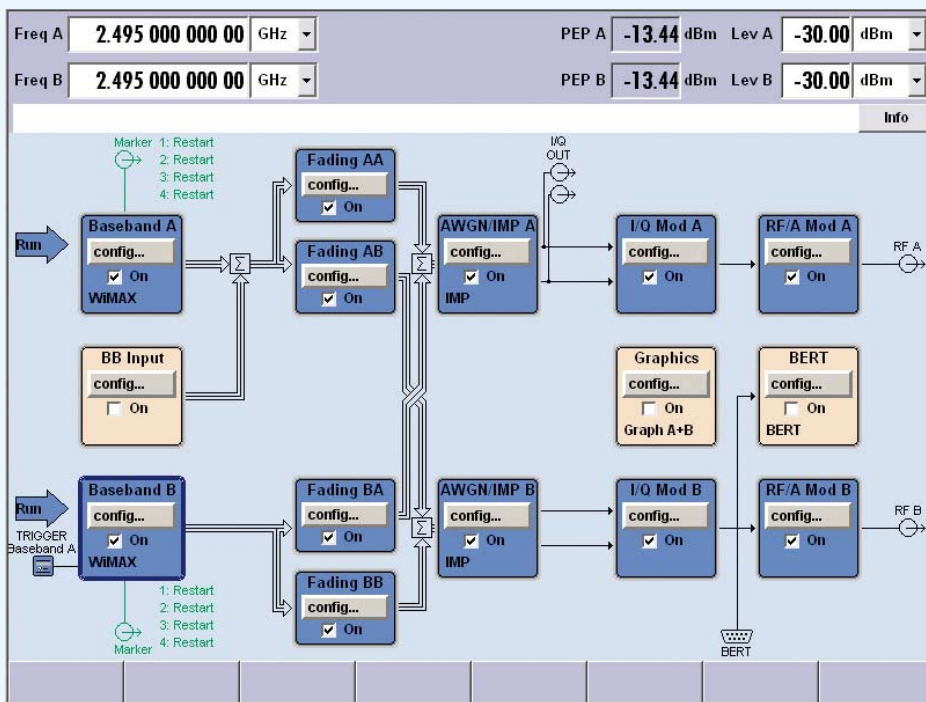 Freq A 2.495 000 000 00 GHz PEP A -13.44 dBm Lev A -30.00 dBm
Freq B 2.495 000 000 00 GHz PEP B -13.44 dBm Lev B -30.00 dBm
Info
Marker 1: Restart
2: Restart
3: Restart
4: Restart
I/Q
OUT
Run
Baseband A
config...
On
WiMAX
Fading AA
config...
On
Fading AB
config...
On
Σ
Σ
AWGN/IMP A
config...
On
IMP
I/Q Mod A
config...
On
RF/A Mod A
config...
On
RF A
BB Input
config...
On
Graphics
config...
On
Graph A+B
BERT
config...
On
BERT
Run
TRIGGER
Baseband A
Baseband B
config...
On
WiMAX
Fading BA
config...
On
Fading BB
config...
On
Σ
AWGN/IMP B
config...
On
IMP
I/Q Mod B
config...
On
RF/A Mod B
config...
On
RF B
1: Restart
2: Restart
3: Restart
4: Restart
Marker
BERT